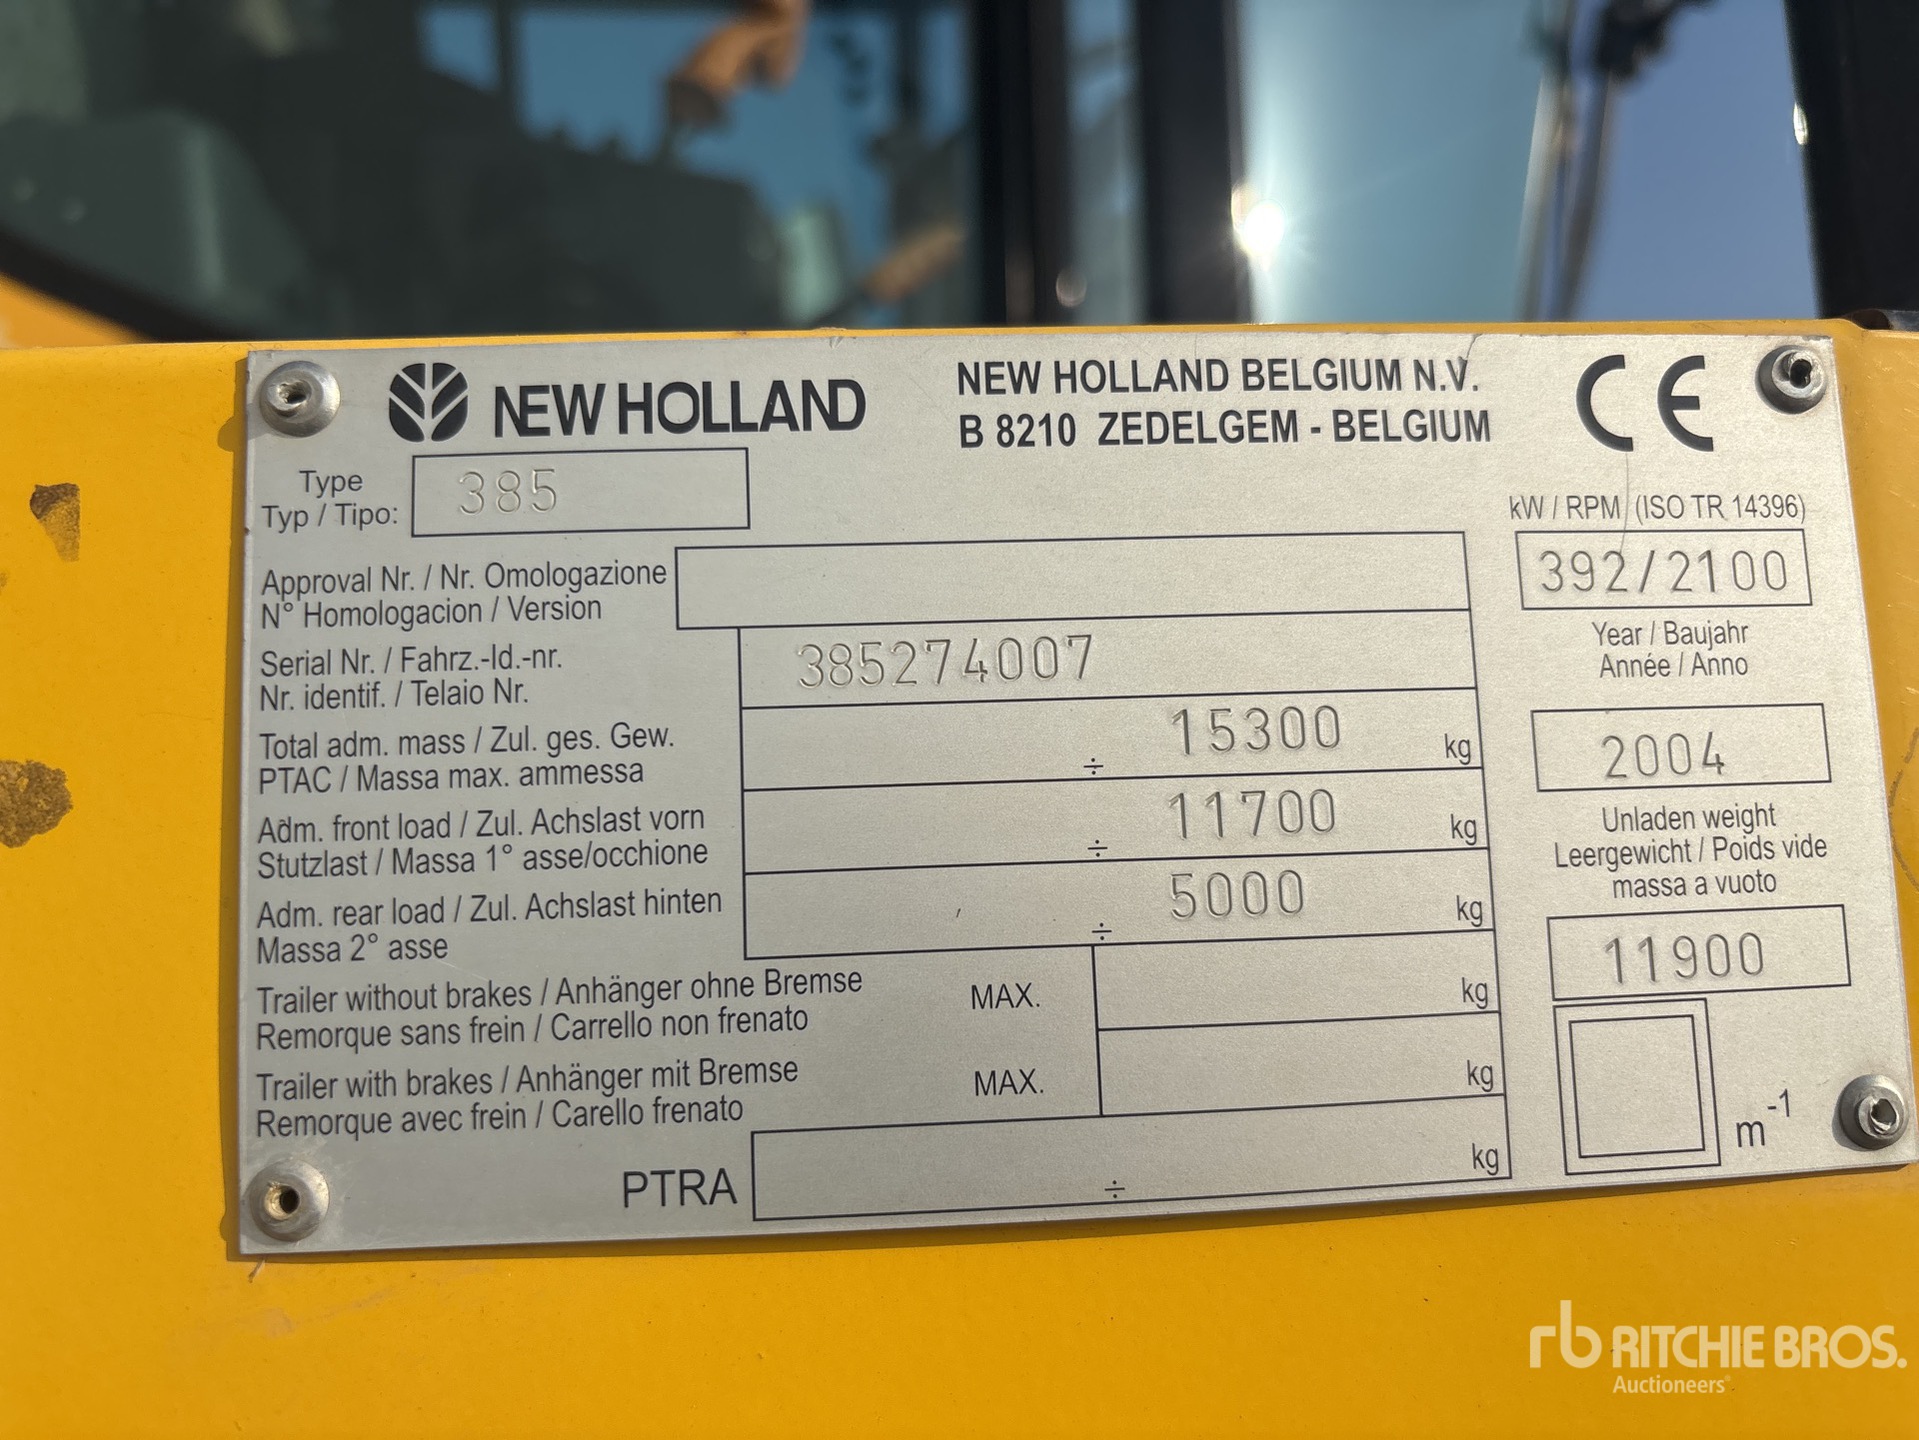 NEW HOLLAND
NEW HOLLAND BELGIUM N.V.
B 8210 ZEDELGEM - BELGIUM
CE
Type
Typ / Tipo:
385
kW / RPM (ISO TR 14396)
392/2100
Approval Nr. / Nr. Omologazione
N° Homologacion / Version
Year / Baujahr
Année / Anno
2004
Serial Nr. / Fahrz.-Id.-nr.
Nr. identif. / Telaio Nr.
385274007
Total adm. mass / Zul. ges. Gew.
PTAC / Massa max. ammessa
÷ 15300 kg
Adm. front load / Zul. Achslast vorn
Stutzlast / Massa 1° asse/occhione
÷ 11700 kg
Unladen weight
Leergewicht / Poids vide
massa a vuoto
11900
Adm. rear load / Zul. Achslast hinten
Massa 2° asse
÷ 5000 kg
Trailer without brakes / Anhänger ohne Bremse
Remorque sans frein / Carrello non frenato
MAX. kg
Trailer with brakes / Anhänger mit Bremse
Remorque avec frein / Carello frenato
MAX. kg
m-1
PTRA ÷ kg
rb RITCHIE BROS.
Auctioneers